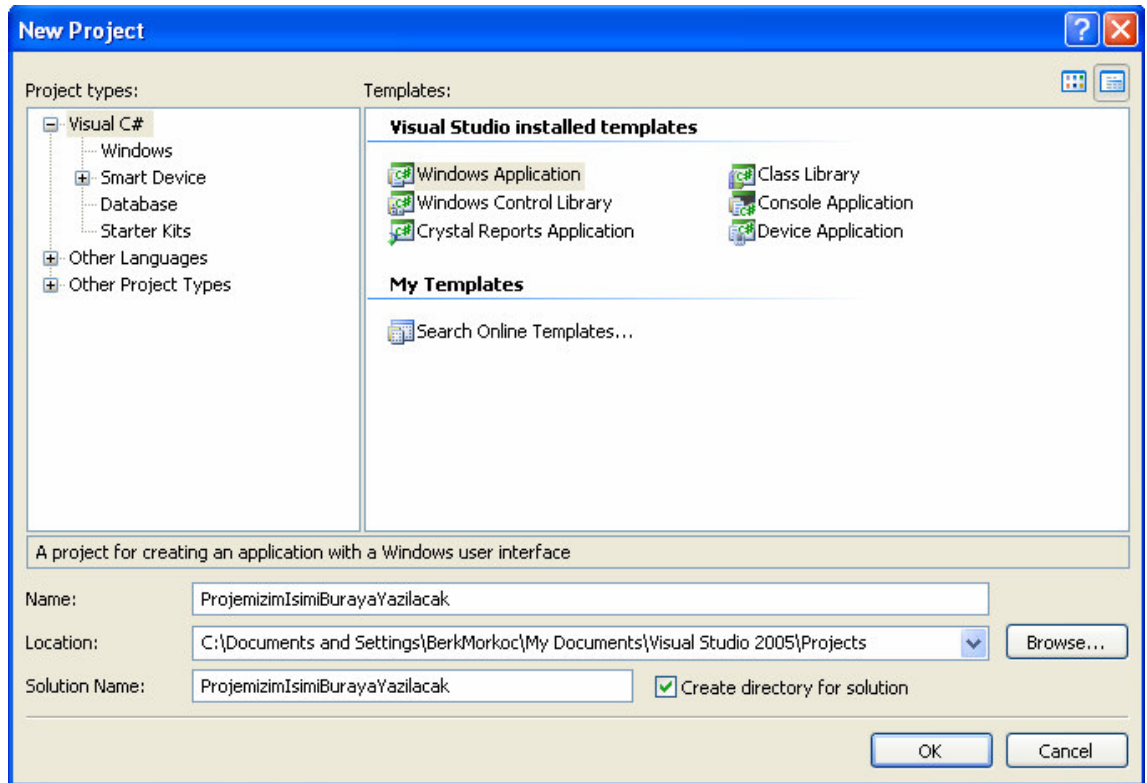 New Project
Project types:
Templates:
Visual C#
Windows
Smart Device
Database
Starter Kits
Other Languages
Other Project Types
Visual Studio installed templates
Windows Application
Class Library
Windows Control Library
Console Application
Crystal Reports Application
Device Application
My Templates
Search Online Templates...
A project for creating an application with a Windows user interface
Name: ProjemizimIsimiBurayaYazilacak
Location: C:\Documents and Settings\BerkMorkoc\My Documents\Visual Studio 2005\Projects Browse...
Solution Name: ProjemizimIsimiBurayaYazilacak Create directory for solution
OK Cancel